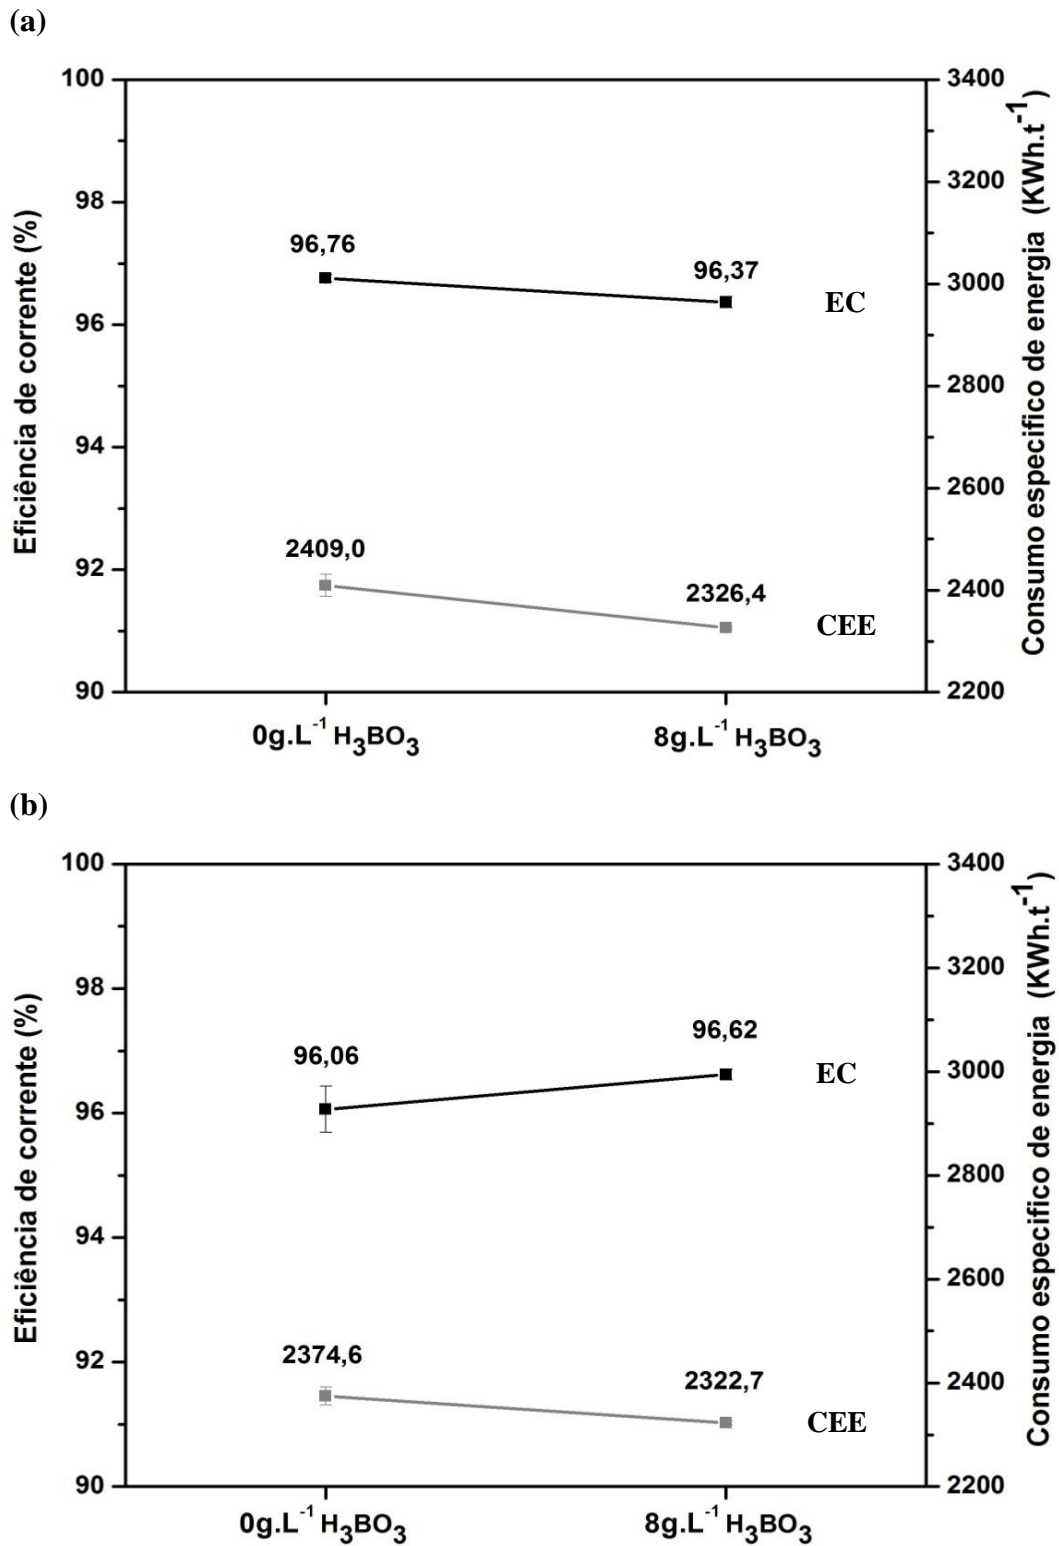 (a)
100
98
96
94
92
90
Eficiência de corrente (%)
96,76
96,37
EC
2409,0
2326,4
CEE
3400
3200
3000
2800
2600
2400
2200
Consumo especifico de energia (KWh.t⁻¹)
0g.L⁻¹ H₃BO₃
8g.L⁻¹ H₃BO₃
(b)
100
98
96
94
92
90
Eficiência de corrente (%)
96,06
96,62
EC
2374,6
2322,7
CEE
3400
3200
3000
2800
2600
2400
2200
Consumo especifico de energia (KWh.t⁻¹)
0g.L⁻¹ H₃BO₃
8g.L⁻¹ H₃BO₃